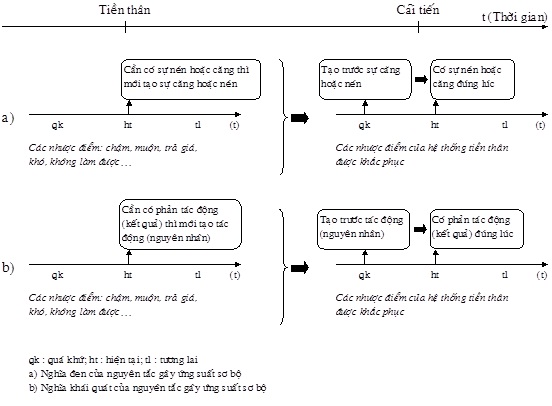 Tiền thân
Cải tiến
t (Thời gian)
Cần có sự nén hoặc căng thì
mới tạo sự căng hoặc nén
Tạo trước sự căng
hoặc nén
Có sự nén hoặc
căng đúng lúc
a)
qk ht tl (t)
qk ht tl (t)
Các nhược điểm: chậm, muộn, trả giá,
khó, không làm được...
Các nhược điểm của hệ thống tiền thân
được khắc phục
Cần có phản tác động
(kết quả) thì mới tạo tác
động (nguyên nhân)
Tạo trước tác động
(nguyên nhân)
Có phản tác động
(kết quả) đúng lúc
b)
qk ht tl (t)
qk ht tl (t)
Các nhược điểm: chậm, muộn, trả giá,
khó, không làm được...
Các nhược điểm của hệ thống tiền thân
được khắc phục
qk : quá khứ; ht : hiện tại; tl : tương lai
a) Nghĩa đen của nguyên tắc gây ứng suất sơ bộ
b) Nghĩa khái quát của nguyên tắc gây ứng suất sơ bộ